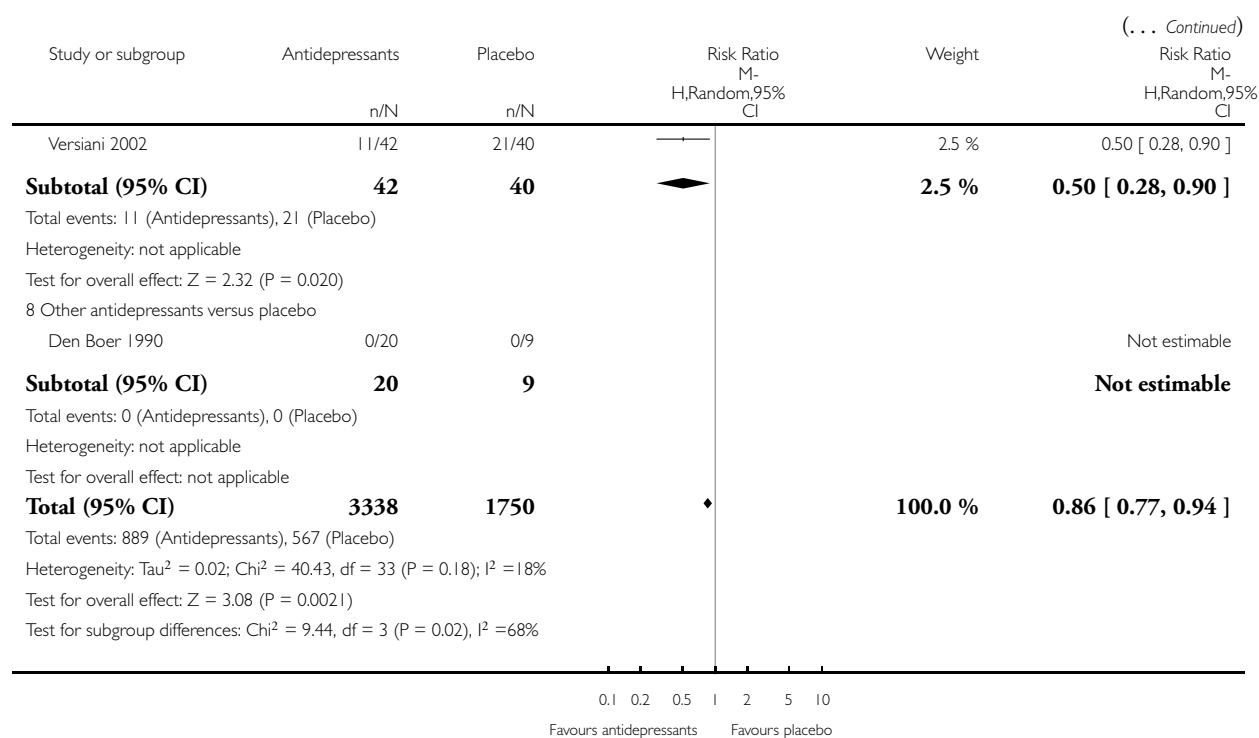 (... Continued)
Study or subgroup Antidepressants Placebo Risk Ratio Weight Risk Ratio
M- M-
H,Random,95% H,Random,95%
n/N n/N CI CI
Versiani 2002 11/42 21/40 2.5 % 0.50 [ 0.28, 0.90 ]
Subtotal (95% CI) 42 40 2.5 % 0.50 [ 0.28, 0.90 ]
Total events: 11 (Antidepressants), 21 (Placebo)
Heterogeneity: not applicable
Test for overall effect: Z = 2.32 (P = 0.020)
8 Other antidepressants versus placebo
Den Boer 1990 0/20 0/9 Not estimable
Subtotal (95% CI) 20 9 Not estimable
Total events: 0 (Antidepressants), 0 (Placebo)
Heterogeneity: not applicable
Test for overall effect: not applicable
Total (95% CI) 3338 1750 100.0 % 0.86 [ 0.77, 0.94 ]
Total events: 889 (Antidepressants), 567 (Placebo)
Heterogeneity: Tau² = 0.02; Chi² = 40.43, df = 33 (P = 0.18); I² =18%
Test for overall effect: Z = 3.08 (P = 0.0021)
Test for subgroup differences: Chi² = 9.44, df = 3 (P = 0.02), I² =68%
0.1 0.2 0.5 1 2 5 10
Favours antidepressants Favours placebo